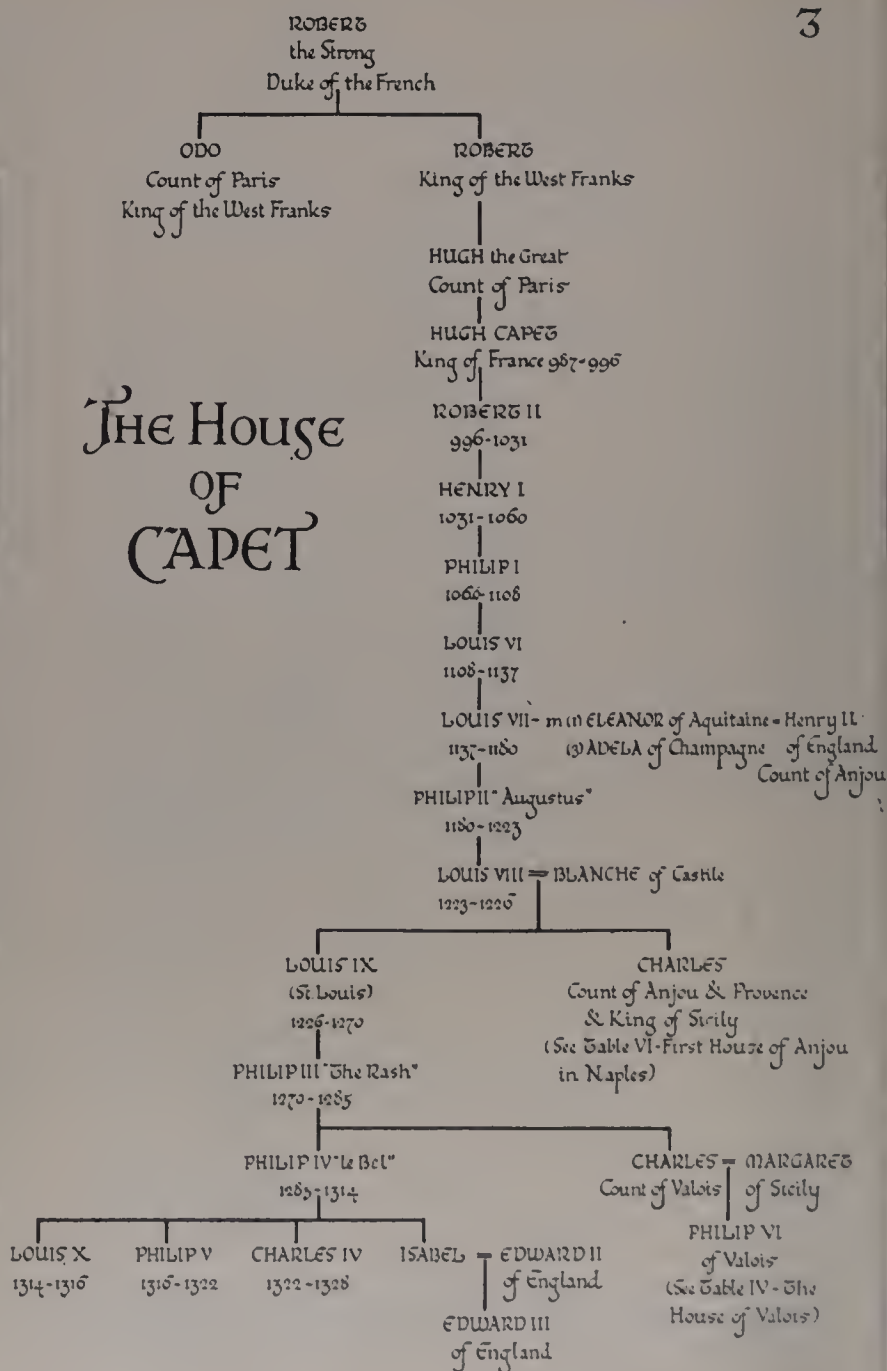 3
ROBERT
the Strong
Duke of the French
ODO
Count of Paris
King of the West Franks
ROBERT
King of the West Franks
HUGH the Great
Count of Paris
HUGH CAPET
King of France 987-996
THE HOUSE
OF
CAPET
ROBERT II
996-1031
HENRY I
1031-1060
PHILIP I
1060-1108
LOUIS VI
1108-1137
LOUIS VII - m (1) ELEANOR of Aquitaine = Henry II
1137-1180 (3) ADELA of Champagne of England
Count of Anjou
PHILIP II "Augustus"
1180-1223
LOUIS VIII = BLANCHE of Castile
1223-1226
LOUIS IX
(St. Louis)
1226-1270
CHARLES
Count of Anjou & Provence
& King of Sicily
(See Table VI - First House of Anjou
in Naples)
PHILIP III "The Rash"
1270-1285
PHILIP IV "le Bel"
1285-1314
CHARLES = MARGARET
Count of Valois of Sicily
LOUIS X
1314-1316
PHILIP V
1316-1322
CHARLES IV
1322-1328
ISABEL = EDWARD II
of England
EDWARD III
of England
PHILIP VI
of Valois
(See Table IV - The
House of Valois)